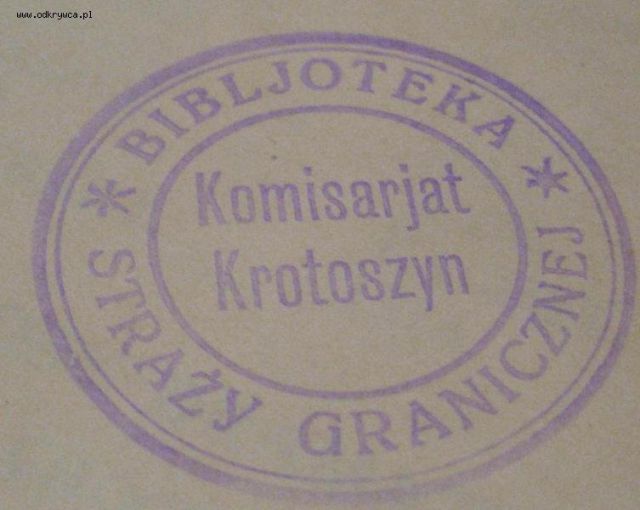 www.odkrywca.pl
* BIBLJOTEKA *
Komisarjat
Krotoszyn
STRAŻY GRANICZNEJ